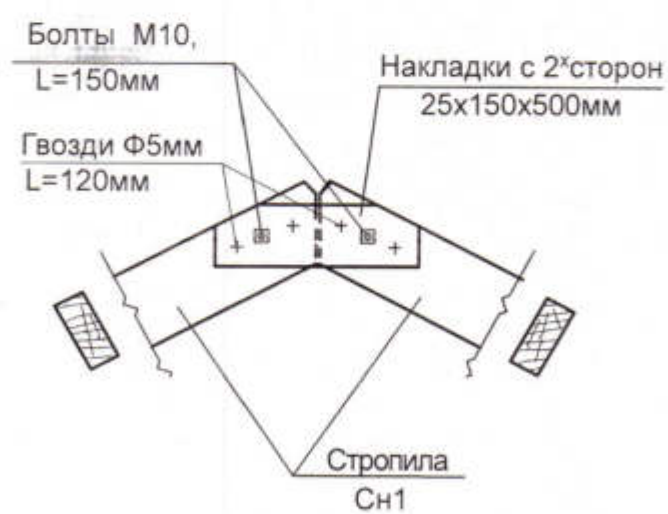 Болты М10,
L=150мм
Накладки с 2ˣсторон
25х150х500мм
Гвозди Ф5мм
L=120мм
Стропила
Сн1